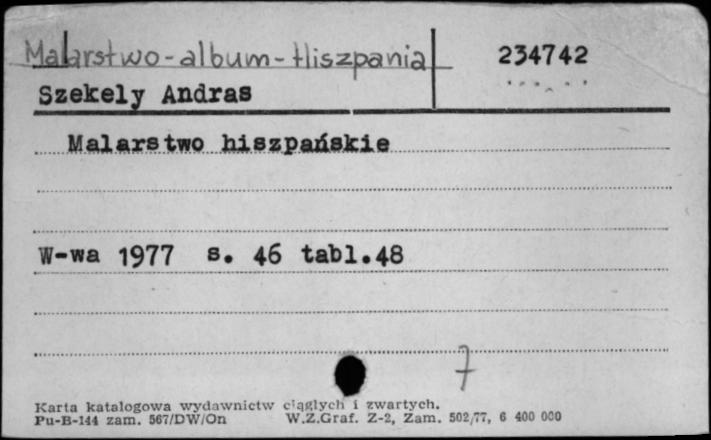 Malarstwo-album-Hiszpania
234742
Szekely Andras
Malarstwo hiszpańskie
W-wa 1977 s. 46 tabl.48
7
Karta katalogowa wydawnictw ciągłych i zwartych.
Pu-B-144 zam. 567/DW/On W.Z.Graf. Z-2, Zam. 502/77, 6 400 000